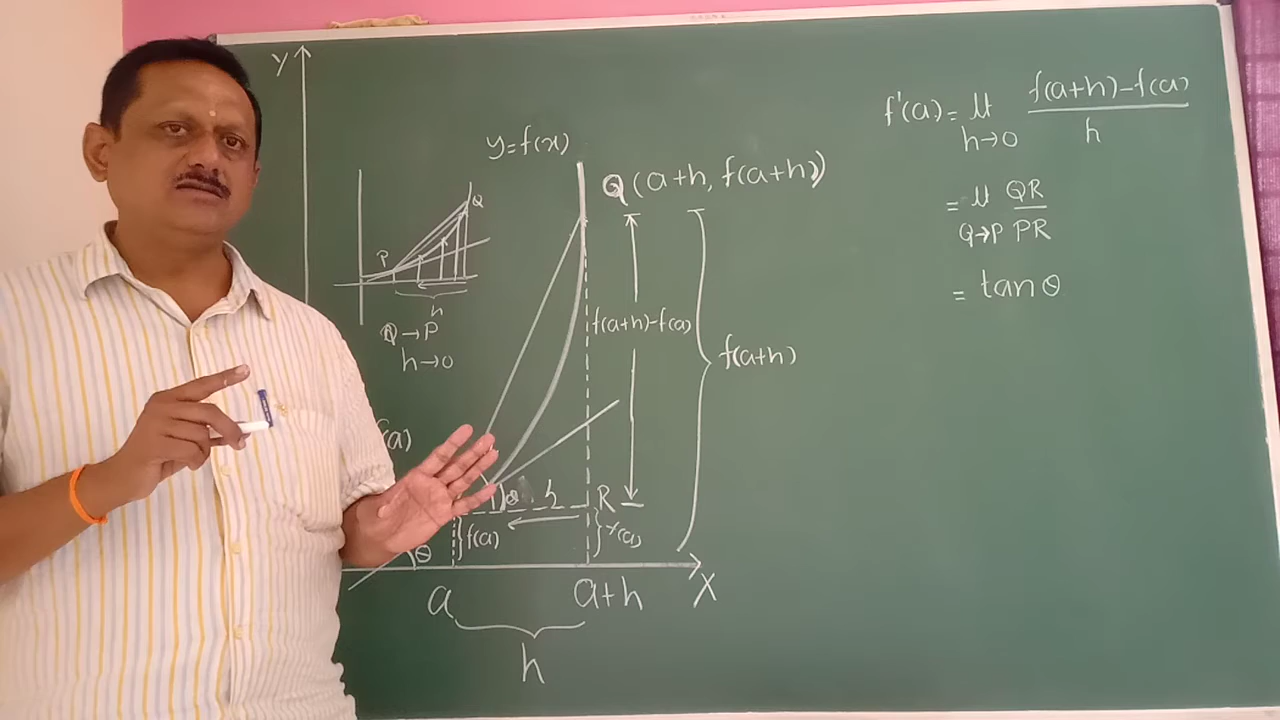 Y
y=f(x)
Q (a+h, f(a+h))
Q
P
h
Q→P
h→0
f(a+h)-f(a)
f(a+h)
f(a)
θ
h
R
f(a)
f(a)
θ
a
a+h
X
h
f'(a) = lt f(a+h)-f(a)
h→0 h
= lt QR
Q→P PR
= tan θ